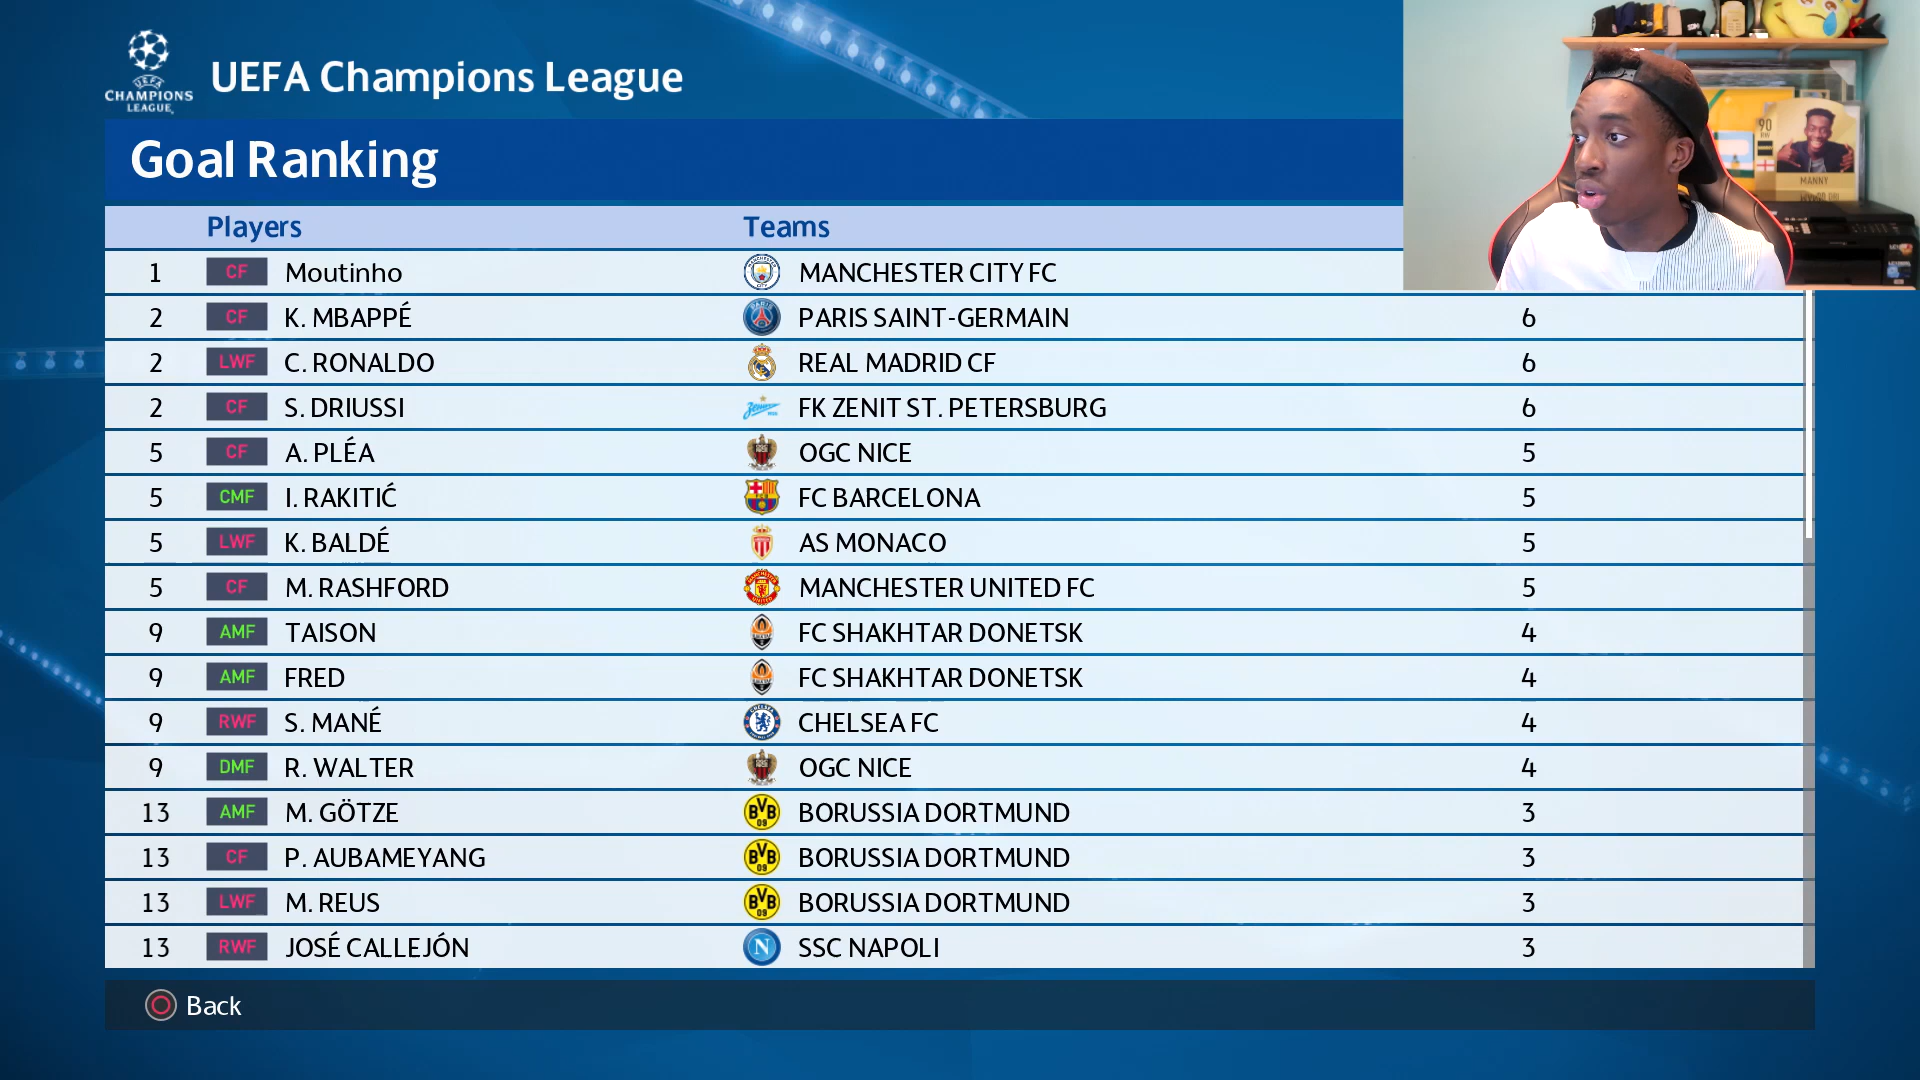 UEFA CHAMPIONS LEAGUE
UEFA Champions League
Goal Ranking
Players Teams
1 CF Moutinho MANCHESTER CITY FC
2 CF K. MBAPPÉ PARIS SAINT-GERMAIN 6
2 LWF C. RONALDO REAL MADRID CF 6
2 CF S. DRIUSSI FK ZENIT ST. PETERSBURG 6
5 CF A. PLÉA OGC NICE 5
5 CMF I. RAKITIĆ FC BARCELONA 5
5 LWF K. BALDÉ AS MONACO 5
5 CF M. RASHFORD MANCHESTER UNITED FC 5
9 AMF TAISON FC SHAKHTAR DONETSK 4
9 AMF FRED FC SHAKHTAR DONETSK 4
9 RWF S. MANÉ CHELSEA FC 4
9 DMF R. WALTER OGC NICE 4
13 AMF M. GÖTZE BORUSSIA DORTMUND 3
13 CF P. AUBAMEYANG BORUSSIA DORTMUND 3
13 LWF M. REUS BORUSSIA DORTMUND 3
13 RWF JOSÉ CALLEJÓN SSC NAPOLI 3
Back
90
MANNY